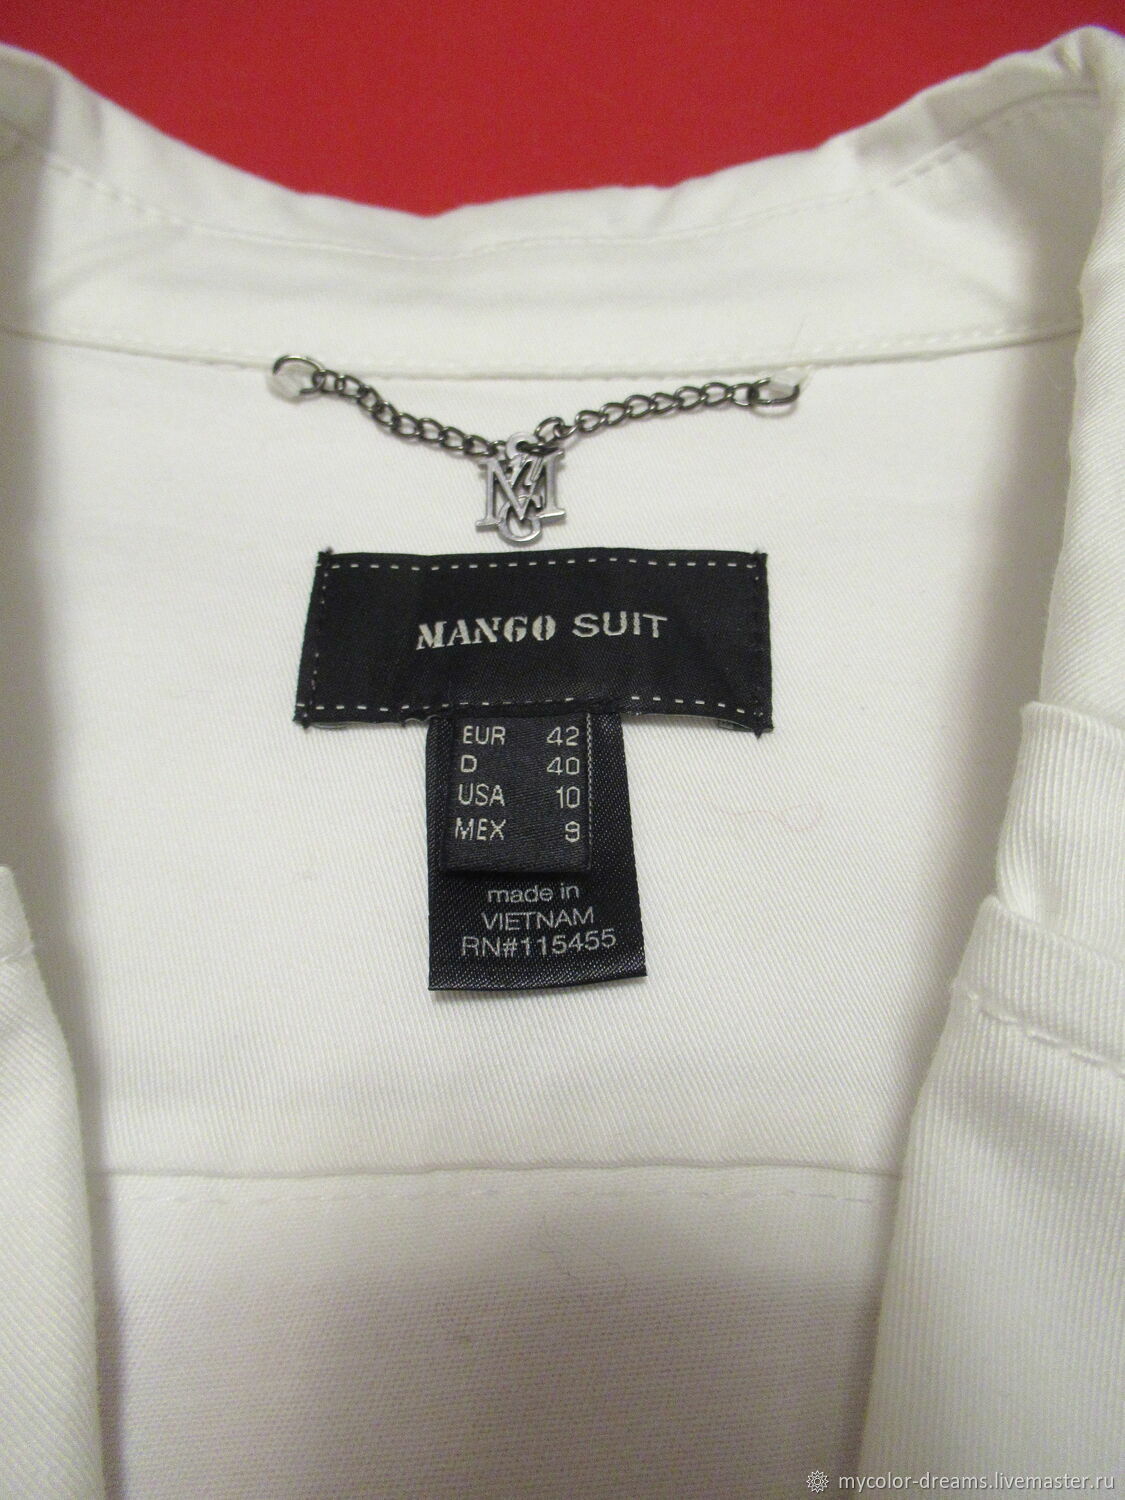 MANGO SUIT
EUR 42
D 40
USA 10
MEX 9
made in
VIETNAM
RN#115455
mycolor-dreams.livemaster.ru